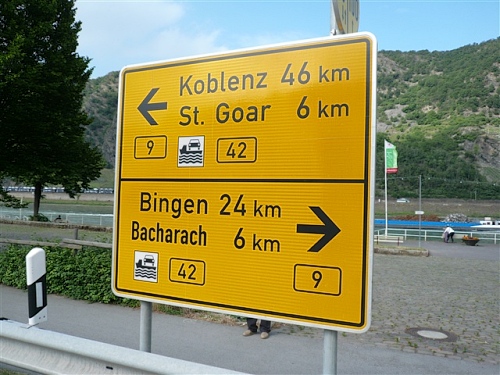 Koblenz 46 km
St. Goar 6 km
9 42
Bingen 24 km
Bacharach 6 km
42 9